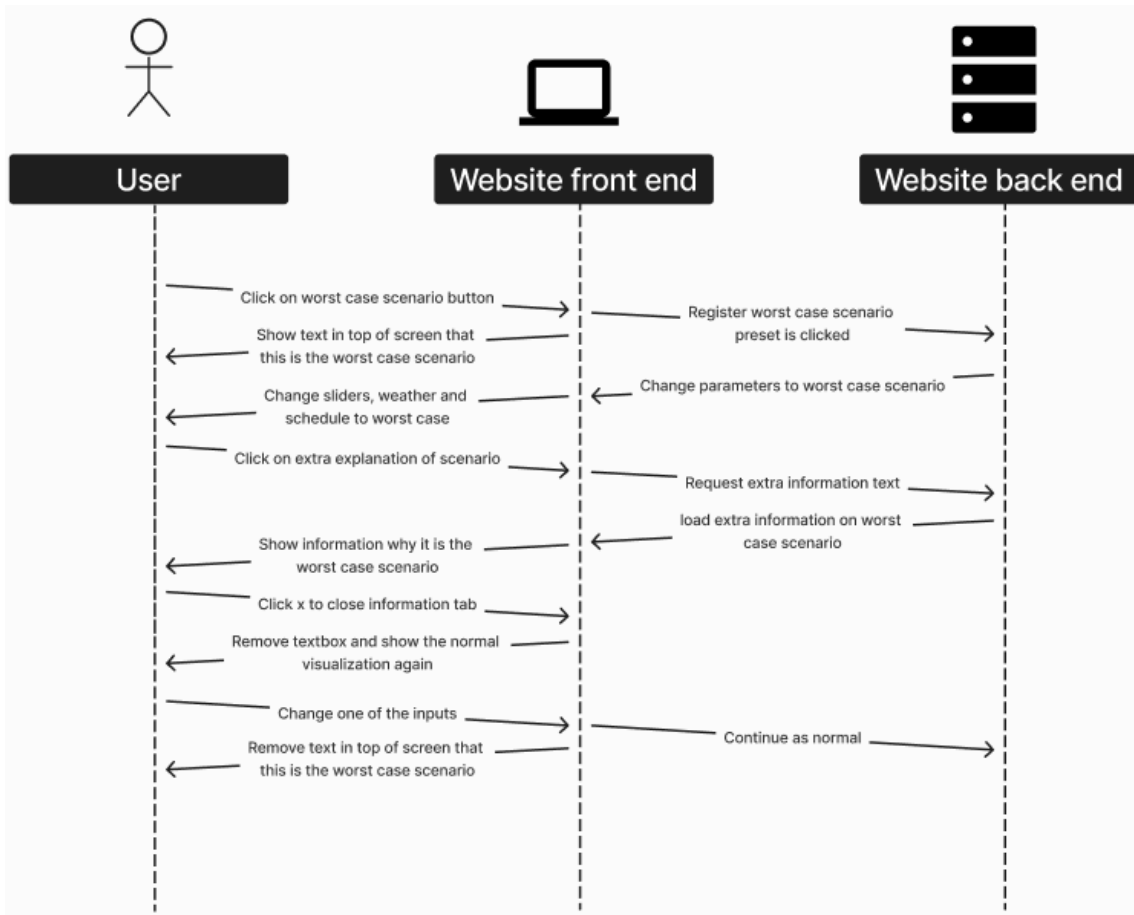 User
Website front end
Website back end
Click on worst case scenario button
Register worst case scenario
preset is clicked
Show text in top of screen that
this is the worst case scenario
Change parameters to worst case scenario
Change sliders, weather and
schedule to worst case
Click on extra explanation of scenario
Request extra information text
load extra information on worst
case scenario
Show information why it is the
worst case scenario
Click x to close information tab
Remove textbox and show the normal
visualization again
Change one of the inputs
Continue as normal
Remove text in top of screen that
this is the worst case scenario